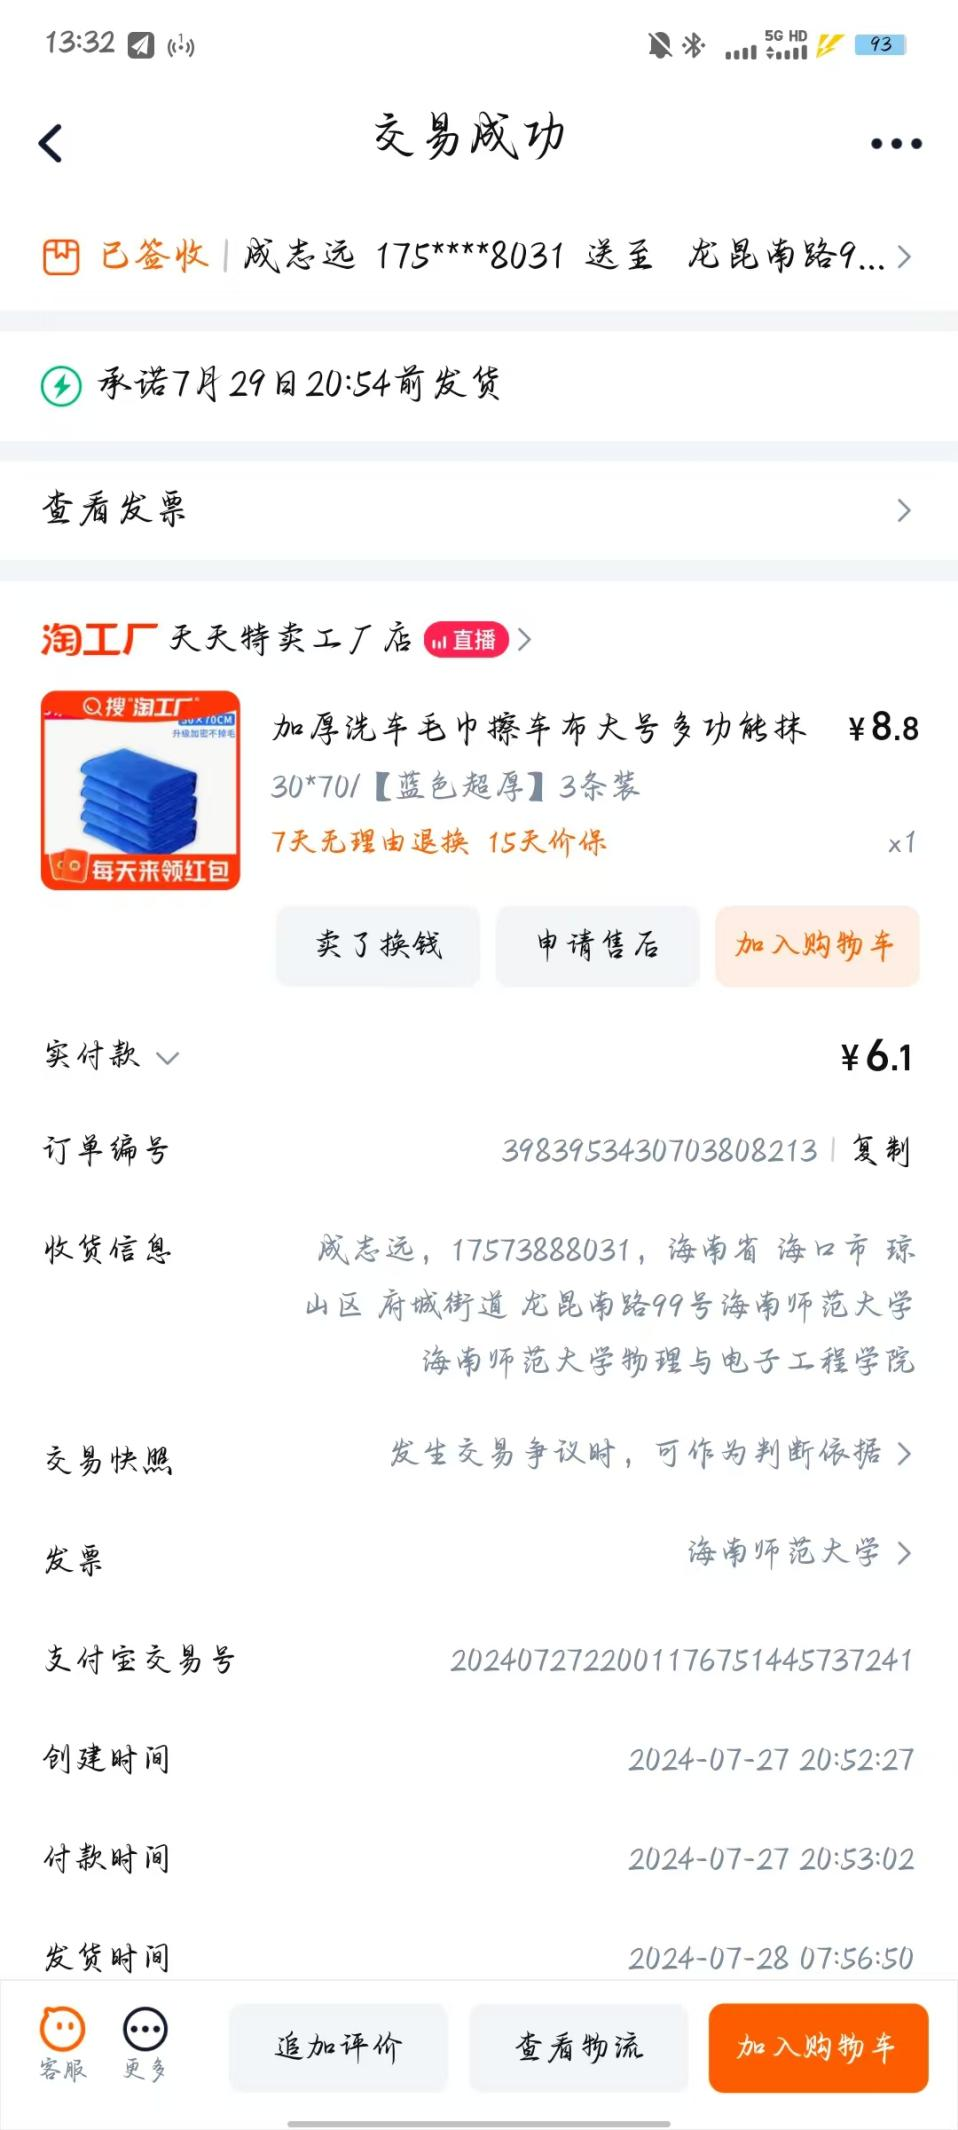 13:32 5G HD 93
交易成功
已签收 | 成志远 175****8031 送至 龙昆南路9...
承诺7月29日20:54前发货
查看发票
淘工厂 天天特卖工厂店 直播
搜"淘工厂"
30×70CM
升级加密不掉毛
每天来领红包
加厚洗车毛巾擦车布大号多功能抹 ¥8.8
30*70/【蓝色超厚】3条装
7天无理由退换 15天价保 x1
卖了换钱 申请售后 加入购物车
实付款 ¥6.1
订单编号 3983953430703808213 | 复制
收货信息 成志远，17573888031，海南省 海口市 琼
山区 府城街道 龙昆南路99号海南师范大学
海南师范大学物理与电子工程学院
交易快照 发生交易争议时，可作为判断依据
发票 海南师范大学
支付宝交易号 2024072722001176751445737241
创建时间 2024-07-27 20:52:27
付款时间 2024-07-27 20:53:02
发货时间 2024-07-28 07:56:50
客服 更多 追加评价 查看物流 加入购物车